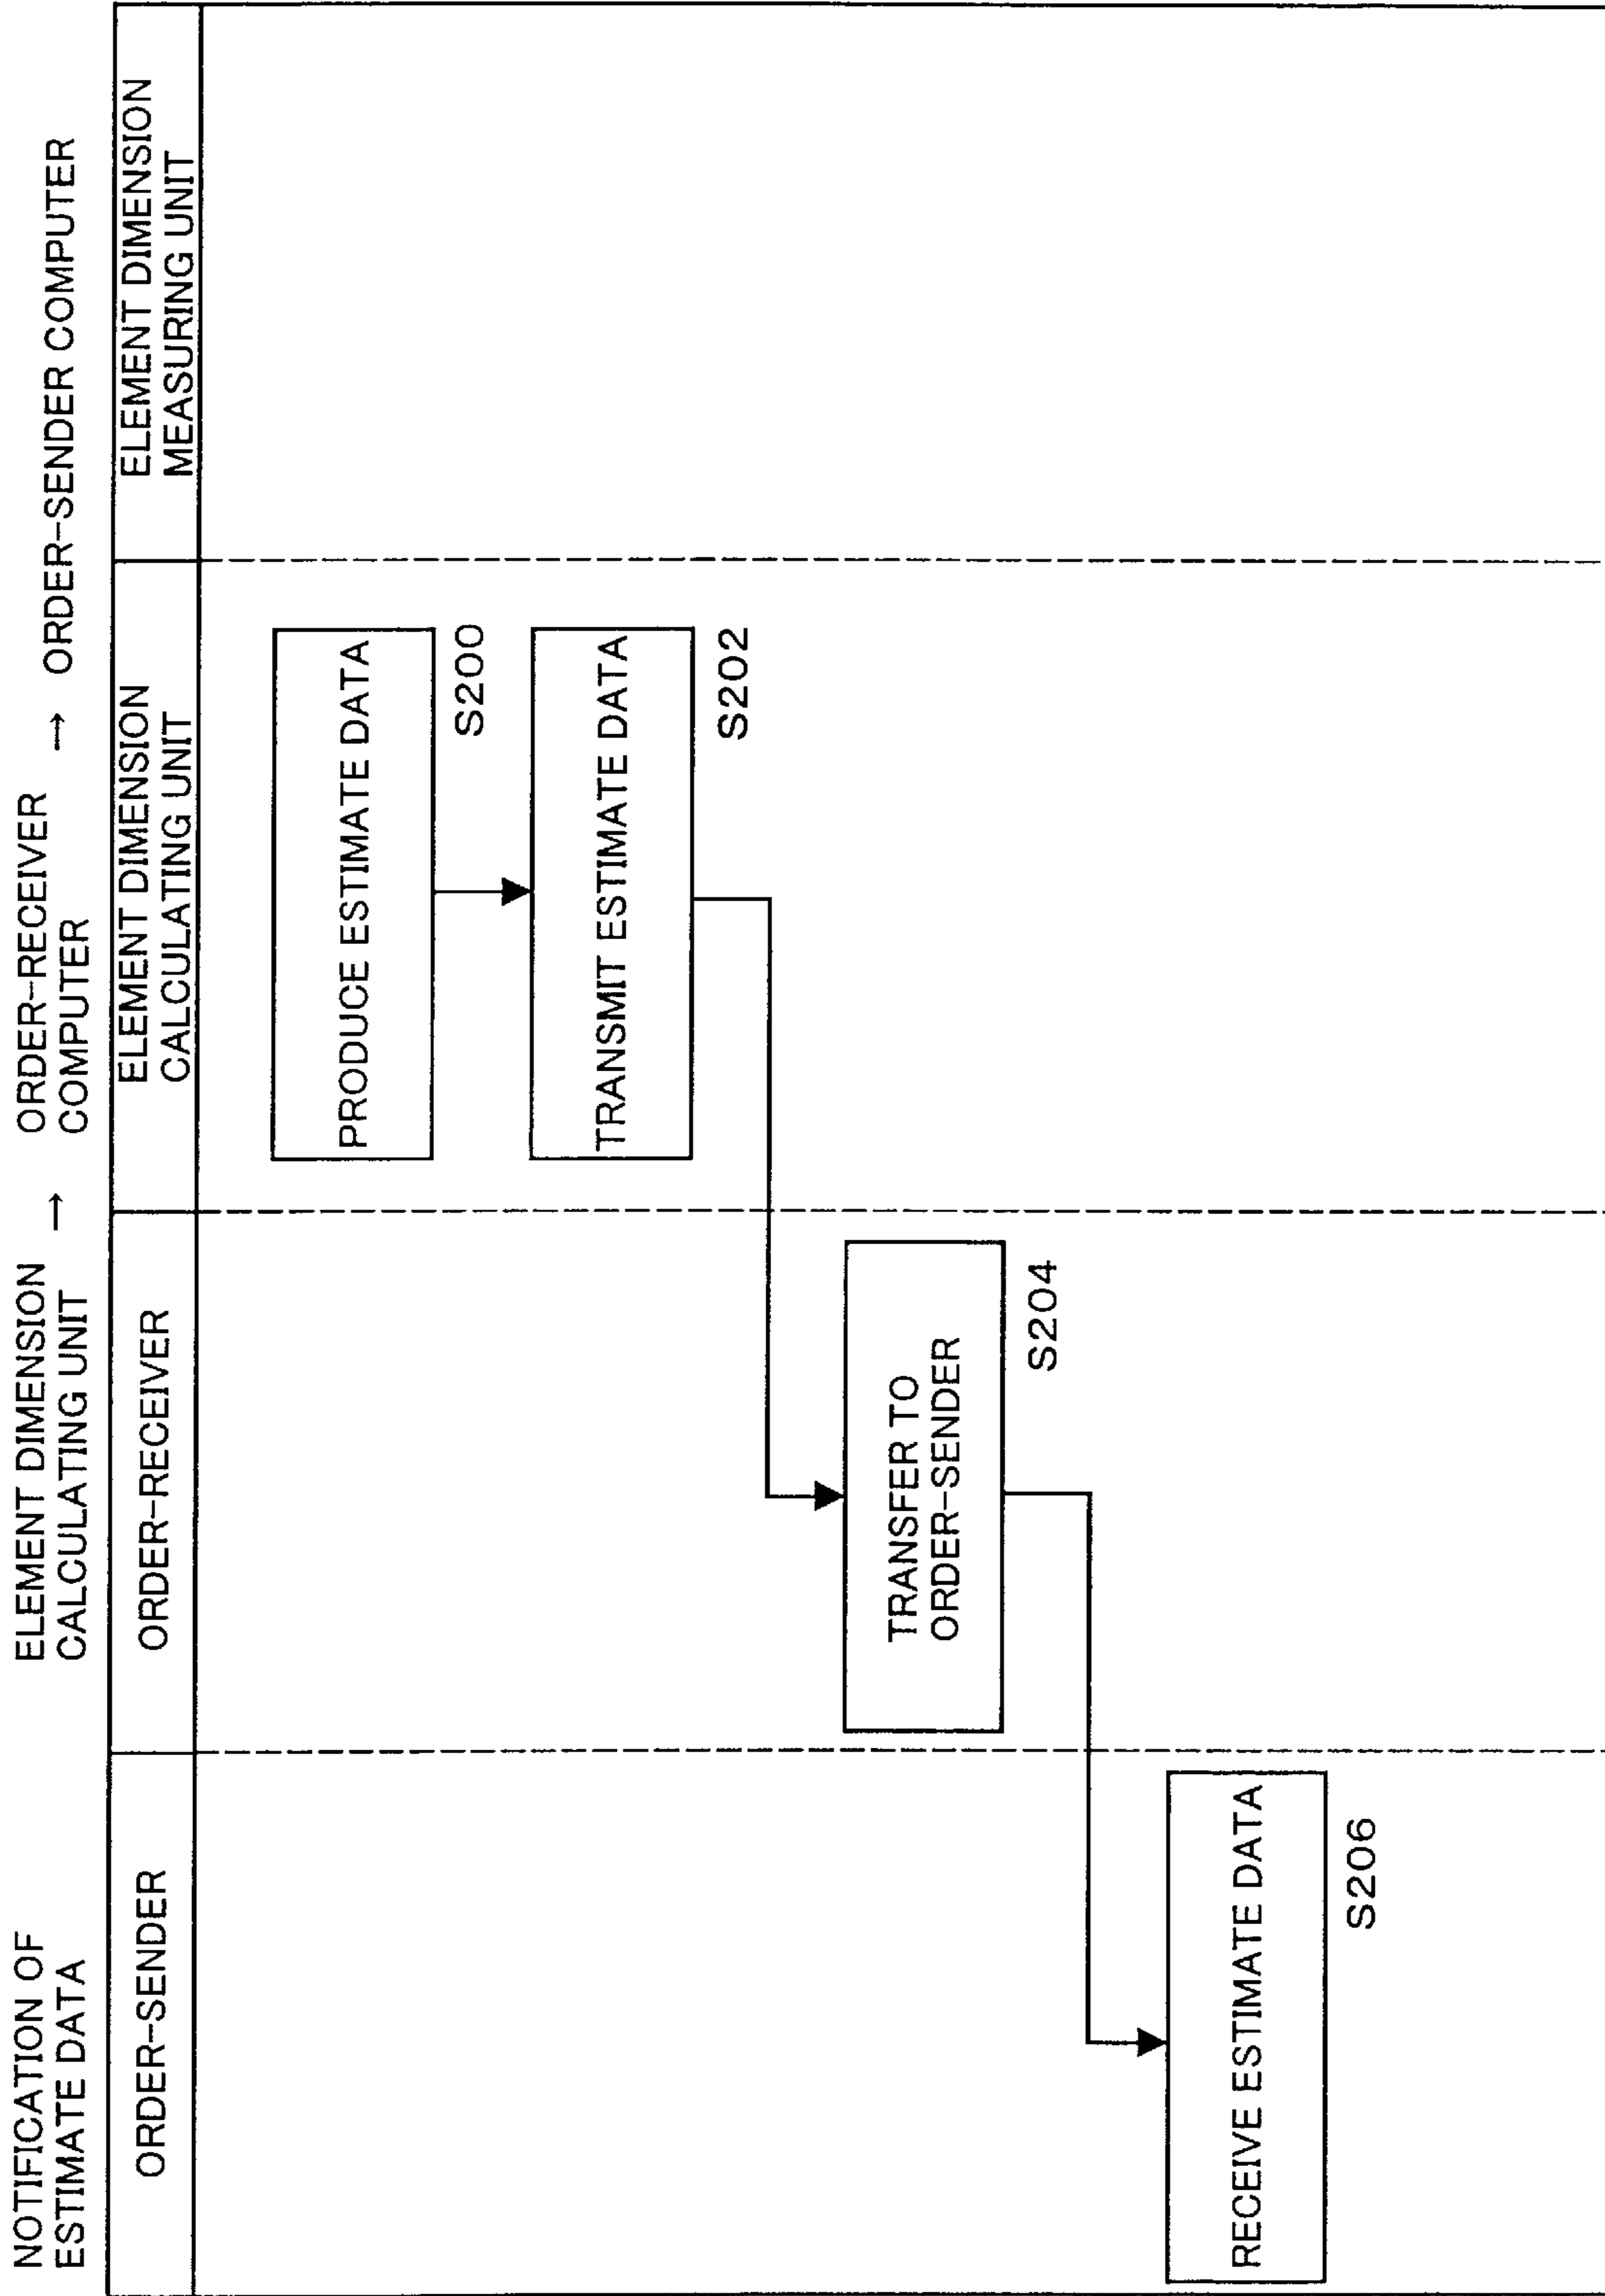 NOTIFICATION OF
ESTIMATE DATA
ELEMENT DIMENSION
CALCULATING UNIT
→
ORDER-RECEIVER
COMPUTER
→
ORDER-SENDER COMPUTER
ORDER-SENDER
ORDER-RECEIVER
ELEMENT DIMENSION
CALCULATING UNIT
ELEMENT DIMENSION
MEASURING UNIT
PRODUCE ESTIMATE DATA
S200
TRANSMIT ESTIMATE DATA
S202
TRANSFER TO
ORDER-SENDER
S204
RECEIVE ESTIMATE DATA
S206